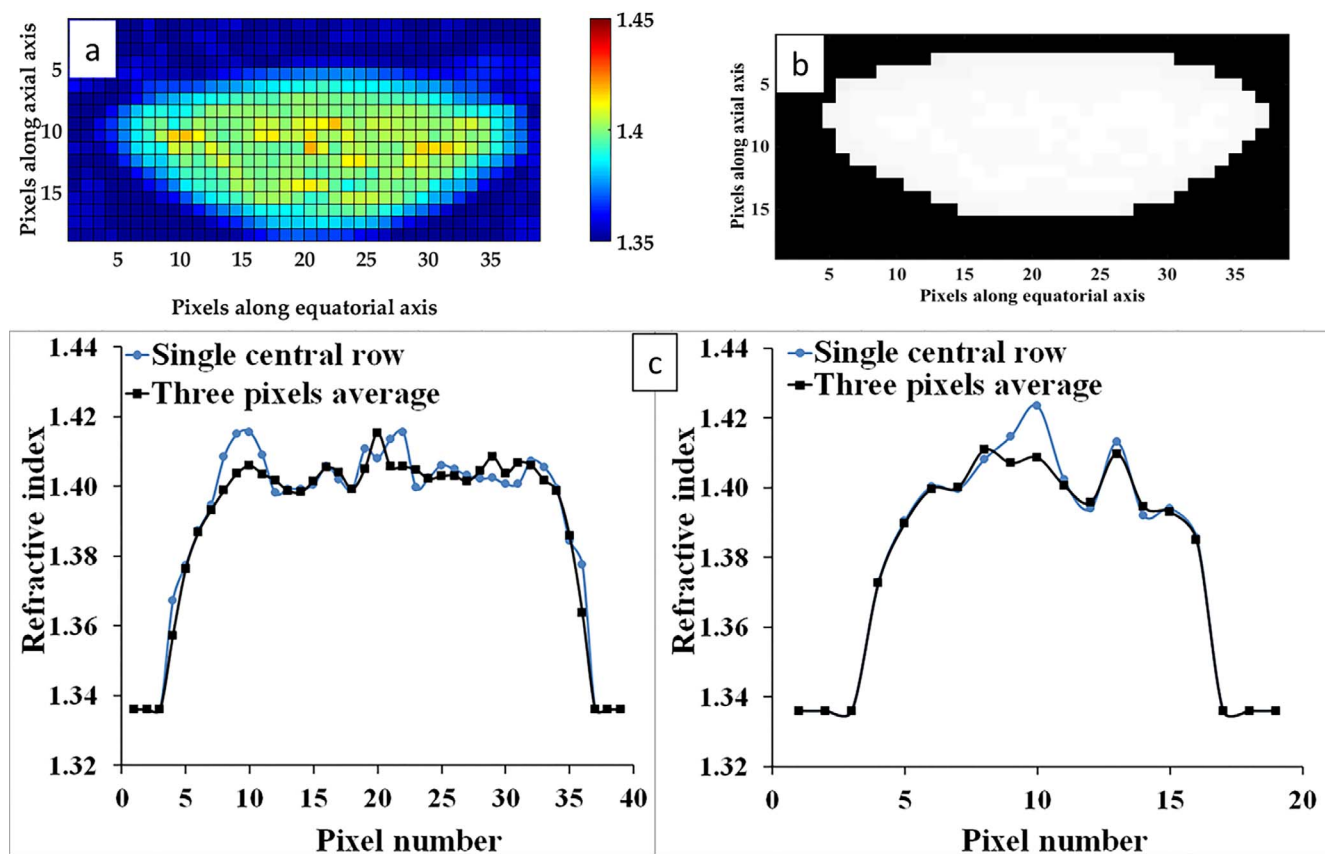 a
Pixels along axial axis
5
10
15
5 10 15 20 25 30 35
Pixels along equatorial axis
1.45
1.4
1.35
b
Pixels along axial axis
5
10
15
5 10 15 20 25 30 35
Pixels along equatorial axis
c
Single central row
Three pixels average
Refractive index
1.44
1.42
1.40
1.38
1.36
1.34
1.32
0 5 10 15 20 25 30 35 40
Pixel number
Single central row
Three pixels average
Refractive index
1.44
1.42
1.40
1.38
1.36
1.34
1.32
0 5 10 15 20
Pixel number